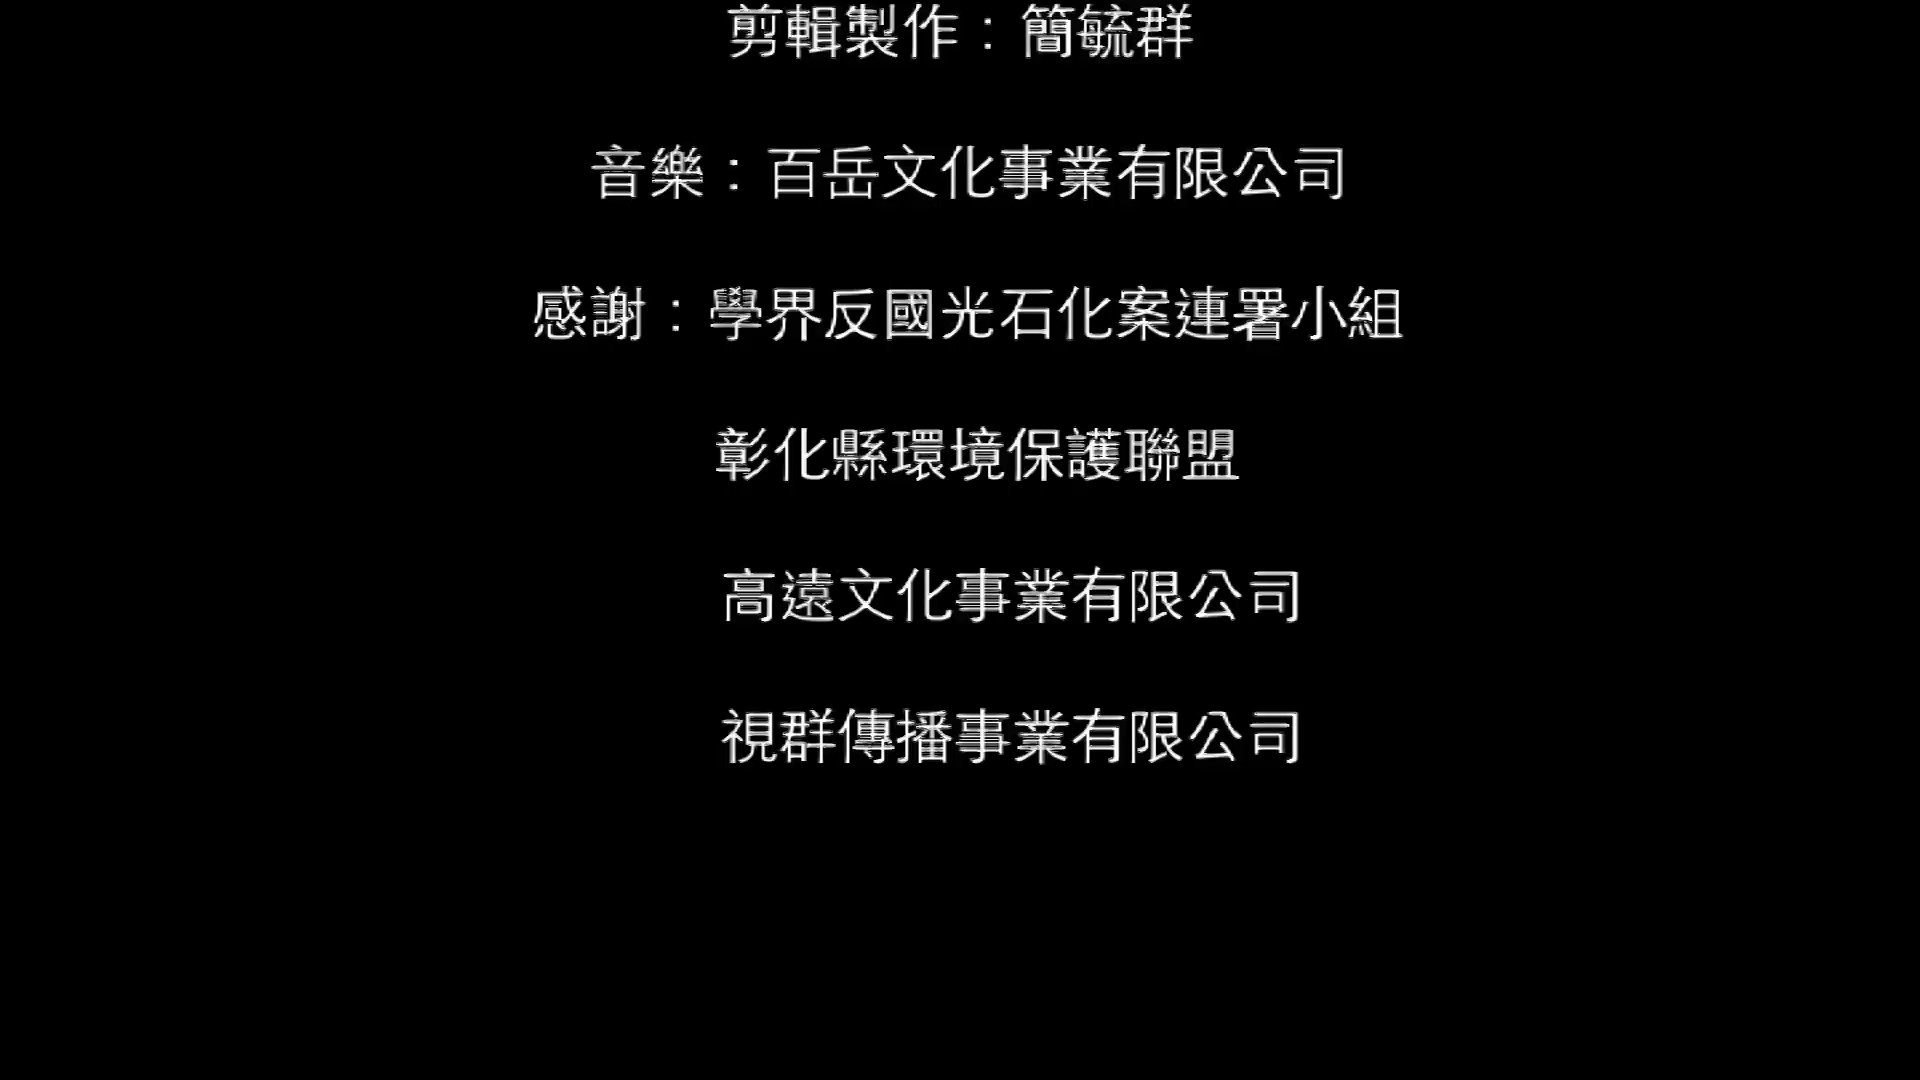 剪輯製作：簡毓群
音樂：百岳文化事業有限公司
感謝：學界反國光石化案連署小組
彰化縣環境保護聯盟
高遠文化事業有限公司
視群傳播事業有限公司